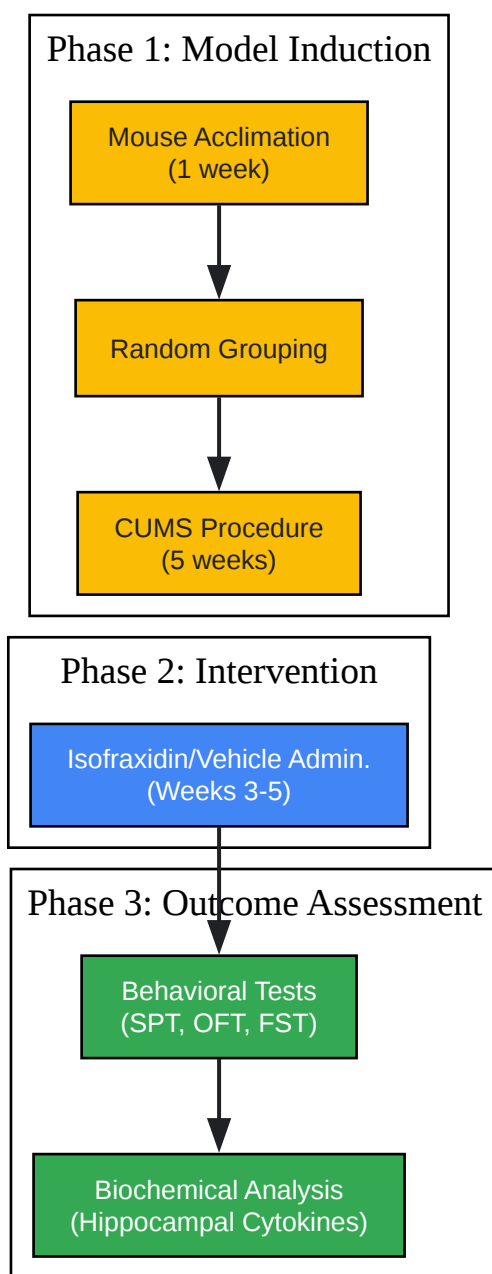 Phase 1: Model Induction
Mouse Acclimation
(1 week)
Random Grouping
CUMS Procedure
(5 weeks)
Phase 2: Intervention
Isofraxidin/Vehicle Admin.
(Weeks 3-5)
Phase 3: Outcome Assessment
Behavioral Tests
(SPT, OFT, FST)
Biochemical Analysis
(Hippocampal Cytokines)